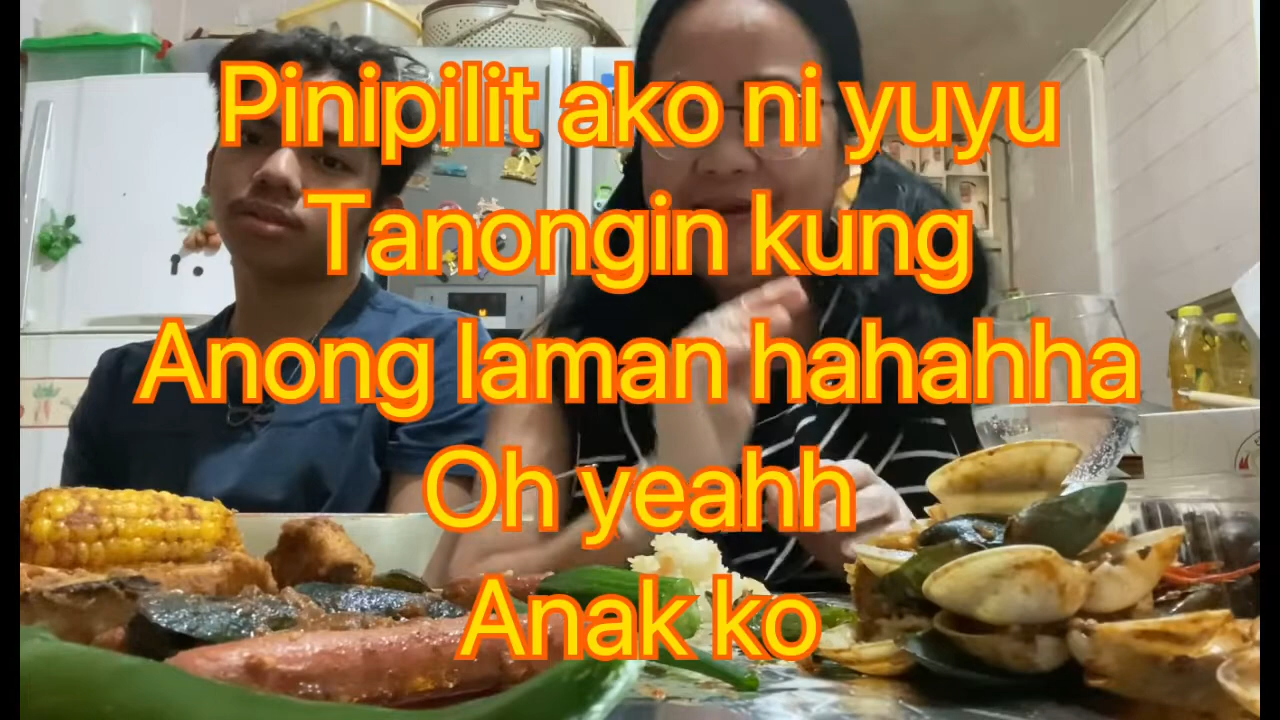 Pinipilit ako ni yuyu
Tanongin kung
Anong laman hahahha
Oh yeahh
Anak ko